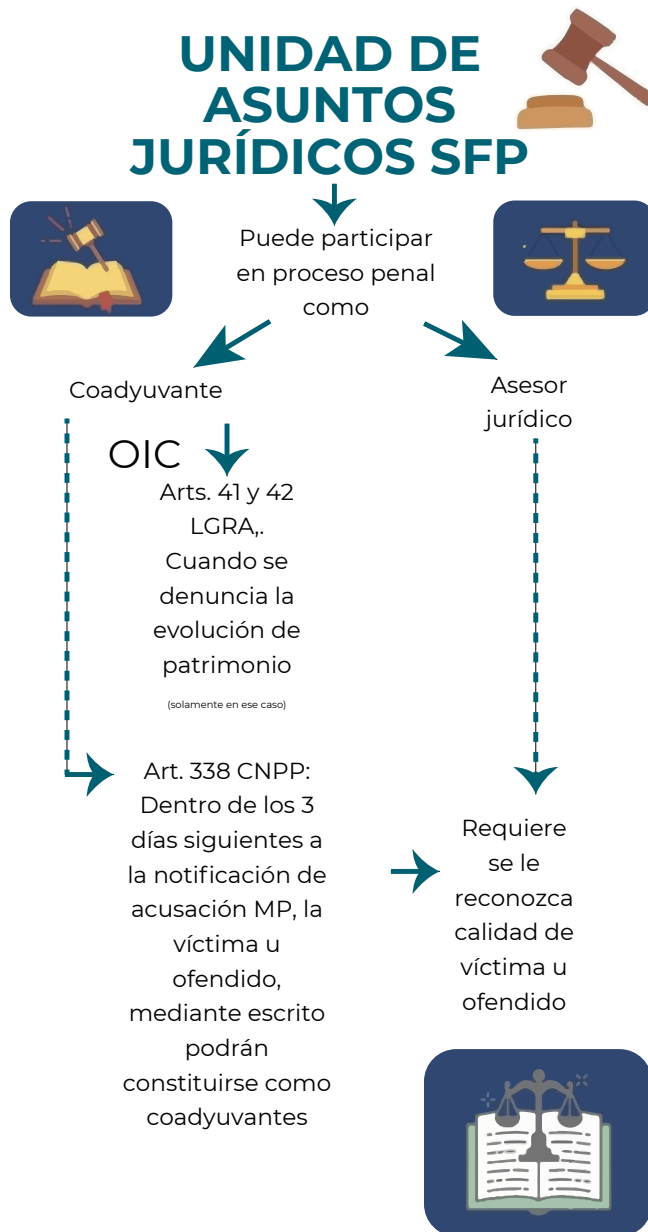 UNIDAD DE
ASUNTOS
JURÍDICOS SFP
Puede participar
en proceso penal
como
Coadyuvante
Asesor
jurídico
OIC
Arts. 41 y 42
LGRA,.
Cuando se
denuncia la
evolución de
patrimonio
(solamente en ese caso)
Art. 338 CNPP:
Dentro de los 3
días siguientes a
la notificación de
acusación MP, la
víctima u
ofendido,
mediante escrito
podrán
constituirse como
coadyuvantes
Requiere
se le
reconozca
calidad de
víctima u
ofendido